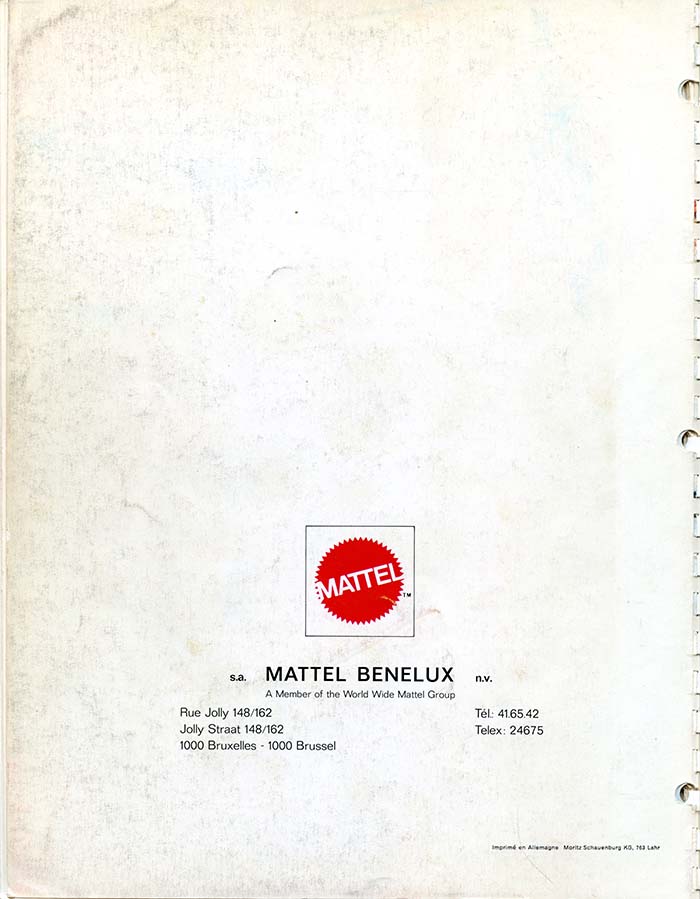 MATTEL
TM
s.a. MATTEL BENELUX n.v.
A Member of the World Wide Mattel Group
Rue Jolly 148/162
Jolly Straat 148/162
1000 Bruxelles - 1000 Brussel
Tél.: 41.65.42
Telex: 24675
Imprimé en Allemagne Moritz Schauenburg KG, 763 Lahr